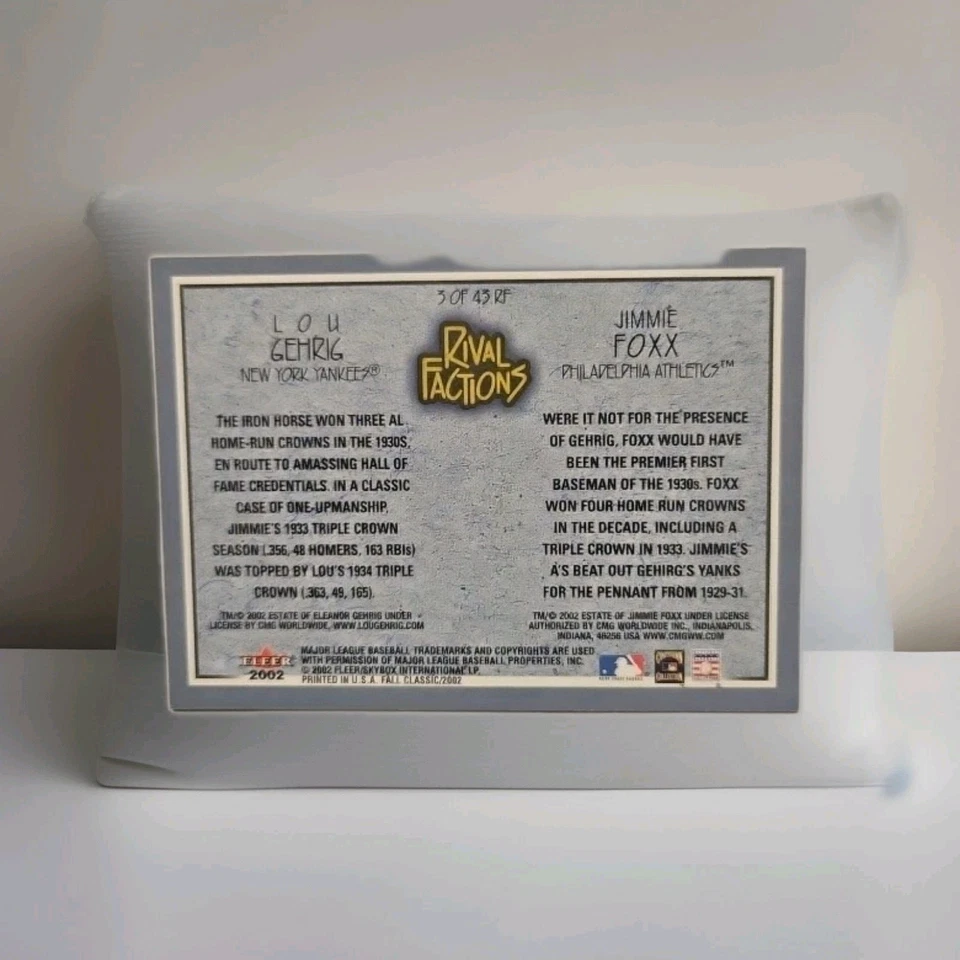 3 OF 43 RF
LOU
GEHRIG
NEW YORK YANKEES®
THE IRON HORSE WON THREE AL
HOME-RUN CROWNS IN THE 1930S,
EN ROUTE TO AMASSING HALL OF
FAME CREDENTIALS. IN A CLASSIC
CASE OF ONE-UPMANSHIP,
JIMMIE'S 1933 TRIPLE CROWN
SEASON (.356, 48 HOMERS, 163 RBIs)
WAS TOPPED BY LOU'S 1934 TRIPLE
CROWN (.363, 49, 165).
TM/© 2002 ESTATE OF ELEANOR GEHRIG UNDER
LICENSE BY CMG WORLDWIDE, WWW.LOUGEHRIG.COM
RIVAL
FACTIONS
JIMMIE
FOXX
PHILADELPHIA ATHLETICS™
WERE IT NOT FOR THE PRESENCE
OF GEHRIG, FOXX WOULD HAVE
BEEN THE PREMIER FIRST
BASEMAN OF THE 1930s. FOXX
WON FOUR HOME RUN CROWNS
IN THE DECADE, INCLUDING A
TRIPLE CROWN IN 1933. JIMMIE'S
A'S BEAT OUT GEHIRG'S YANKS
FOR THE PENNANT FROM 1929-31.
TM/© 2002 ESTATE OF JIMMIE FOXX UNDER LICENSE
AUTHORIZED BY CMG WORLDWIDE INC., INDIANAPOLIS,
INDIANA, 46256 USA WWW.CMGWW.COM
FLEER
2002
MAJOR LEAGUE BASEBALL TRADEMARKS AND COPYRIGHTS ARE USED
WITH PERMISSION OF MAJOR LEAGUE BASEBALL PROPERTIES, INC.
© 2002 FLEER/SKYBOX INTERNATIONAL LP.
PRINTED IN U.S.A. FALL CLASSIC/2002